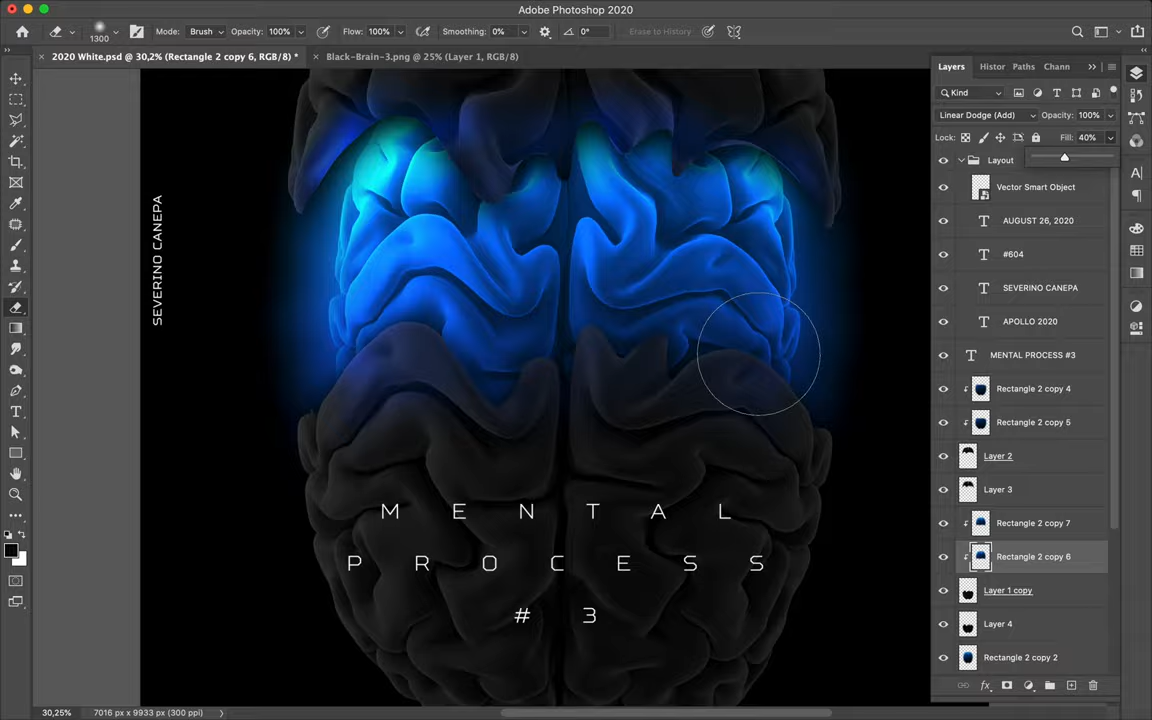 Adobe Photoshop 2020
1300
Mode: Brush Opacity: 100% Flow: 100% Smoothing: 0% 0° Erase to History
2020 White.psd @ 30,2% (Rectangle 2 copy 6, RGB/8) *
Black-Brain-3.png @ 25% (Layer 1, RGB/8)
Layers Histor Paths Chann
Kind
Linear Dodge (Add) Opacity: 100%
Lock: Fill: 40%
Layout
Vector Smart Object
AUGUST 26, 2020
#604
SEVERINO CANEPA
APOLLO 2020
MENTAL PROCESS #3
Rectangle 2 copy 4
Rectangle 2 copy 5
Layer 2
Layer 3
Rectangle 2 copy 7
Rectangle 2 copy 6
Layer 1 copy
Layer 4
Rectangle 2 copy 2
fx
SEVERINO CANEPA
MENTAL
PROCESS
#3
30,25% 7016 px x 9933 px (300 ppi)